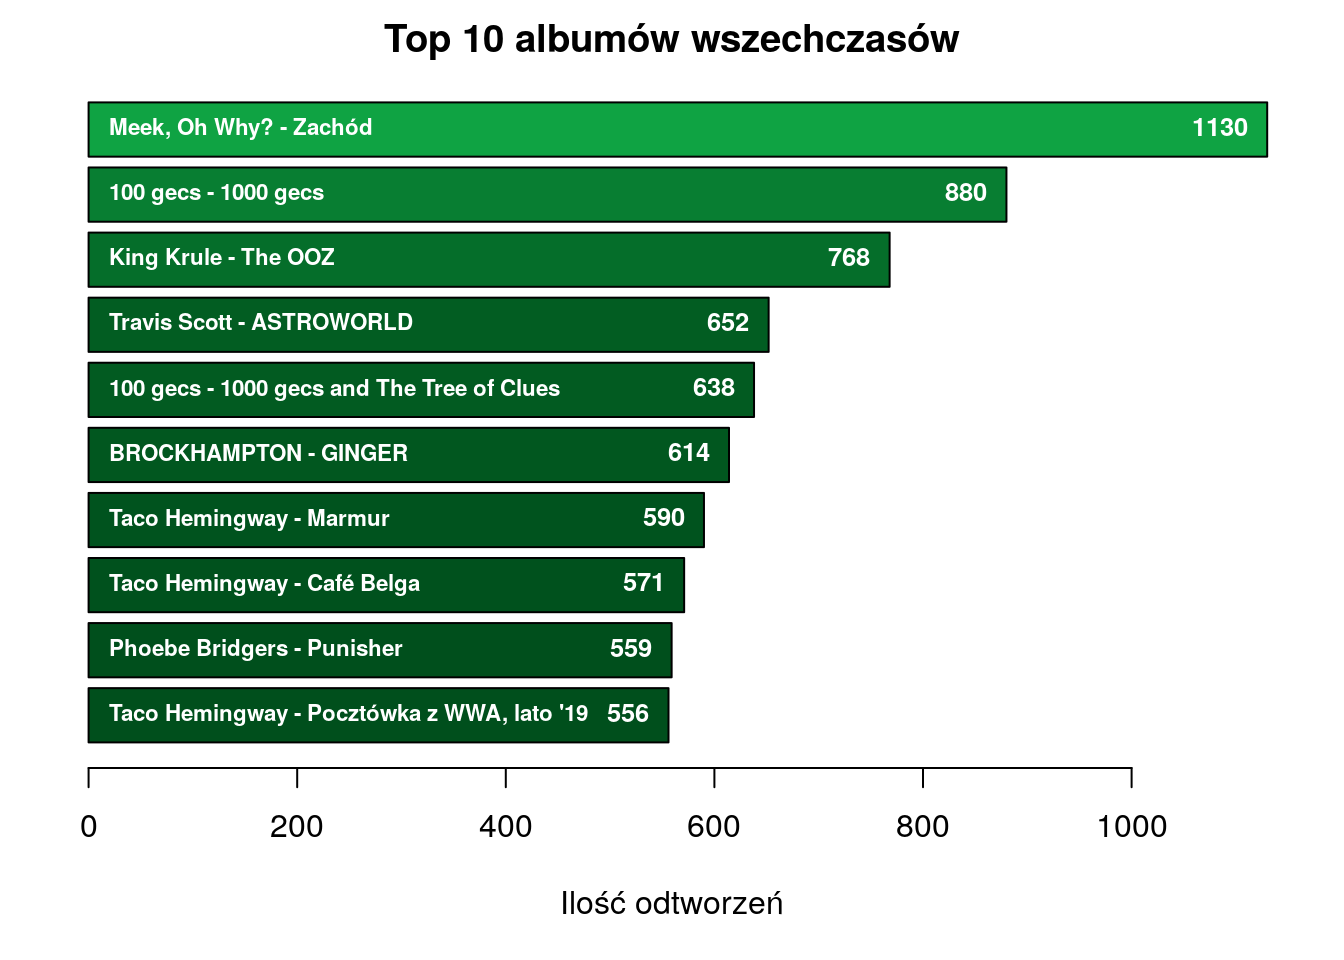 Top 10 albumów wszechczasów
Meek, Oh Why? - Zachód 1130
100 gecs - 1000 gecs 880
King Krule - The OOZ 768
Travis Scott - ASTROWORLD 652
100 gecs - 1000 gecs and The Tree of Clues 638
BROCKHAMPTON - GINGER 614
Taco Hemingway - Marmur 590
Taco Hemingway - Café Belga 571
Phoebe Bridgers - Punisher 559
Taco Hemingway - Pocztówka z WWA, lato '19 556
0 200 400 600 800 1000
Ilość odtworzeń